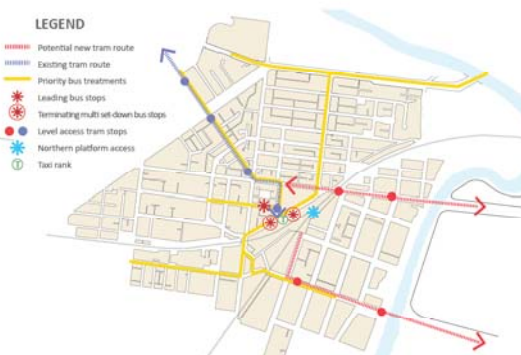 LEGEND
Potential new tram route
Existing tram route
Priority bus treatments
Leading bus stops
Terminating multi set-down bus stops
Level access tram stops
Northern platform access
T Taxi rank